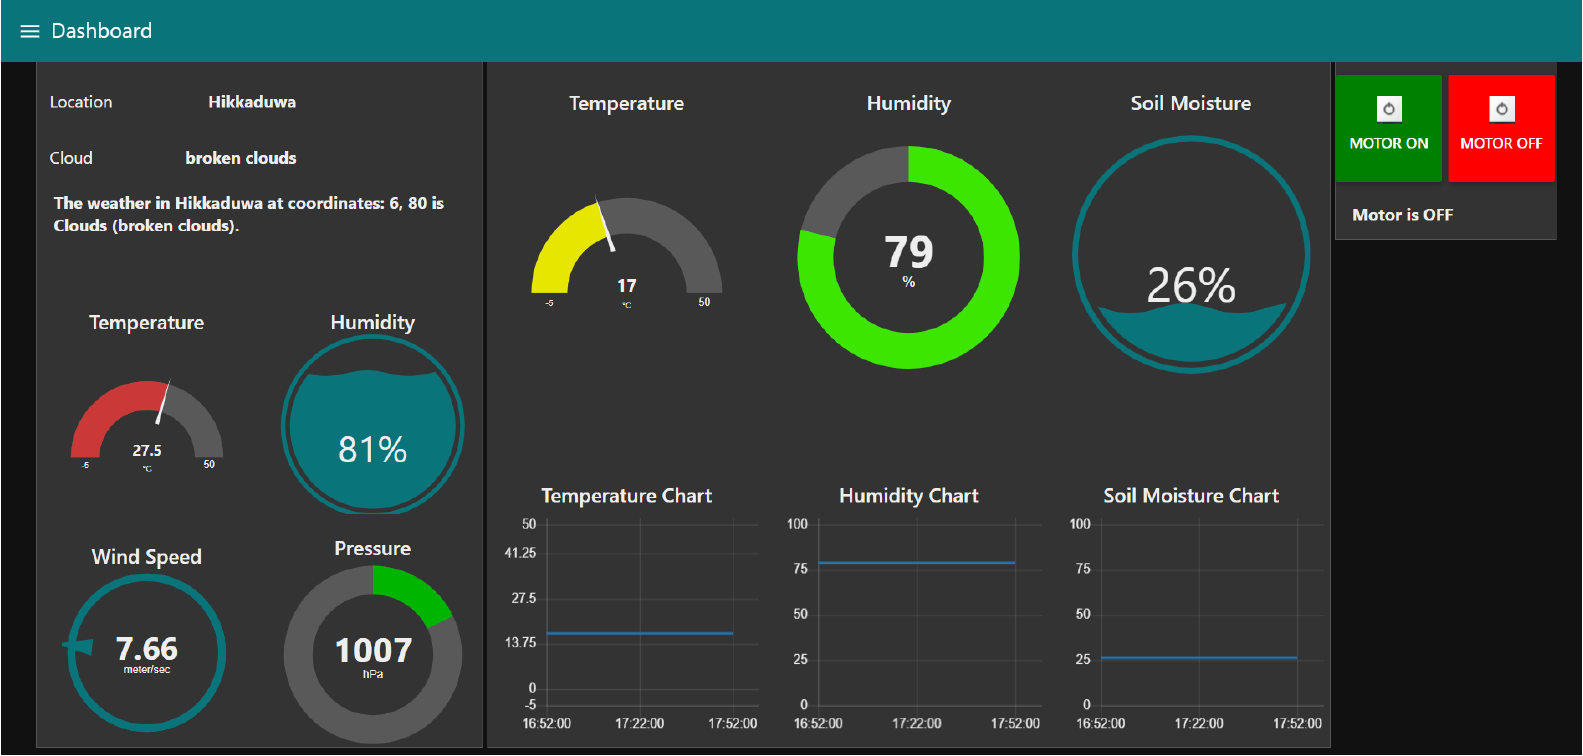 Dashboard
Location Hikkaduwa
Cloud broken clouds
The weather in Hikkaduwa at coordinates: 6, 80 is
Clouds (broken clouds).
Temperature
27.5
°C
-5
50
Humidity
81%
Wind Speed
7.66
meter/sec
Pressure
1007
hPa
Temperature
17
°C
-5
50
Humidity
79
%
Soil Moisture
26%
Temperature Chart
50
41.25
27.5
13.75
0
-5
16:52:00 17:22:00 17:52:00
Humidity Chart
100
75
50
25
0
16:52:00 17:22:00 17:52:00
Soil Moisture Chart
100
75
50
25
0
16:52:00 17:22:00 17:52:00
MOTOR ON
MOTOR OFF
Motor is OFF